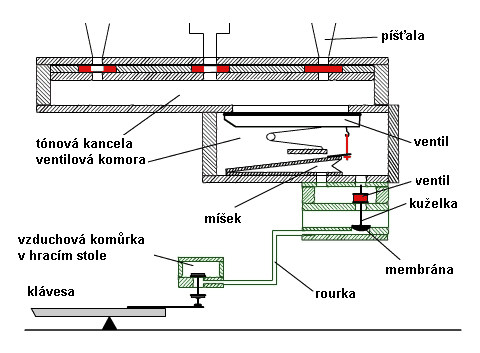 píšťala
tónová kancela
ventilová komora
ventil
ventil
míšek
kuželka
vzduchová komůrka
v hracím stole
membrána
rourka
klávesa